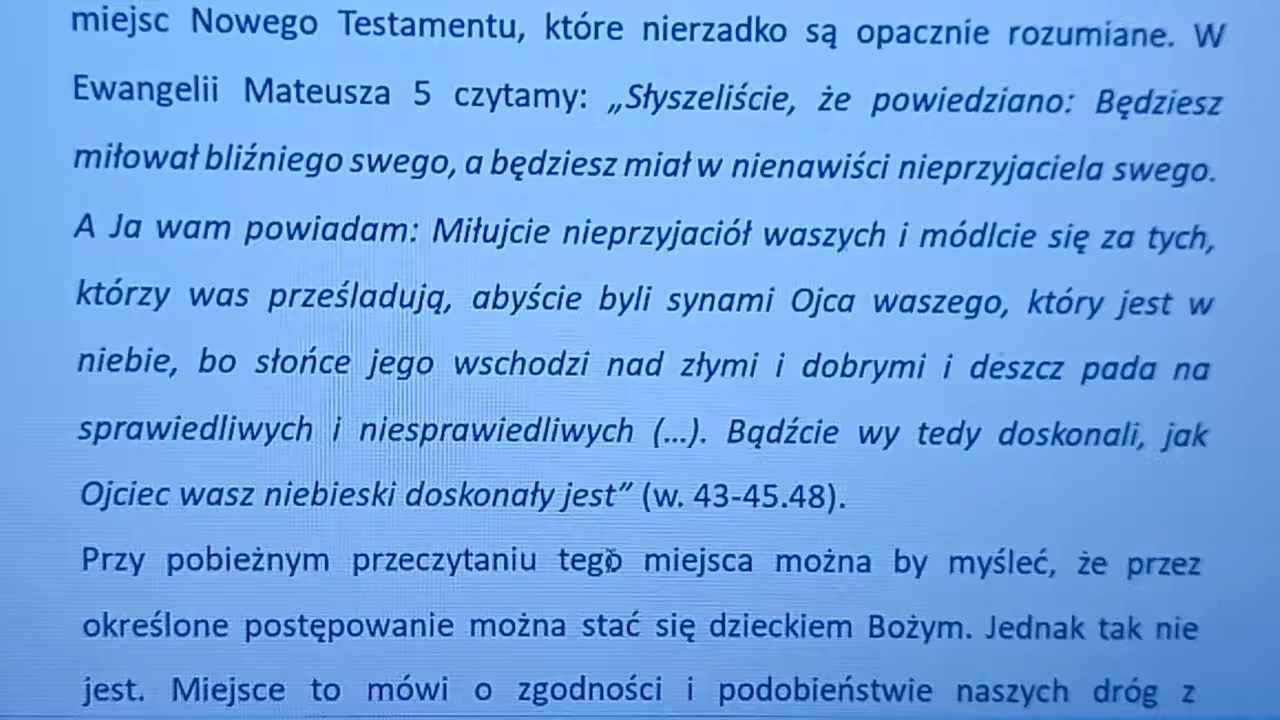 miejsc Nowego Testamentu, które nierzadko są opacznie rozumiane. W
Ewangelii Mateusza 5 czytamy: „Słyszeliście, że powiedziano: Będziesz
miłował bliźniego swego, a będziesz miał w nienawiści nieprzyjaciela swego.
A Ja wam powiadam: Miłujcie nieprzyjaciół waszych i módlcie się za tych,
którzy was prześladują, abyście byli synami Ojca waszego, który jest w
niebie, bo słońce jego wschodzi nad złymi i dobrymi i deszcz pada na
sprawiedliwych i niesprawiedliwych (...). Bądźcie wy tedy doskonali, jak
Ojciec wasz niebieski doskonały jest” (w. 43-45.48).
Przy pobieżnym przeczytaniu tego miejsca można by myśleć, że przez
określone postępowanie można stać się dzieckiem Bożym. Jednak tak nie
jest. Miejsce to mówi o zgodności i podobieństwie naszych dróg z